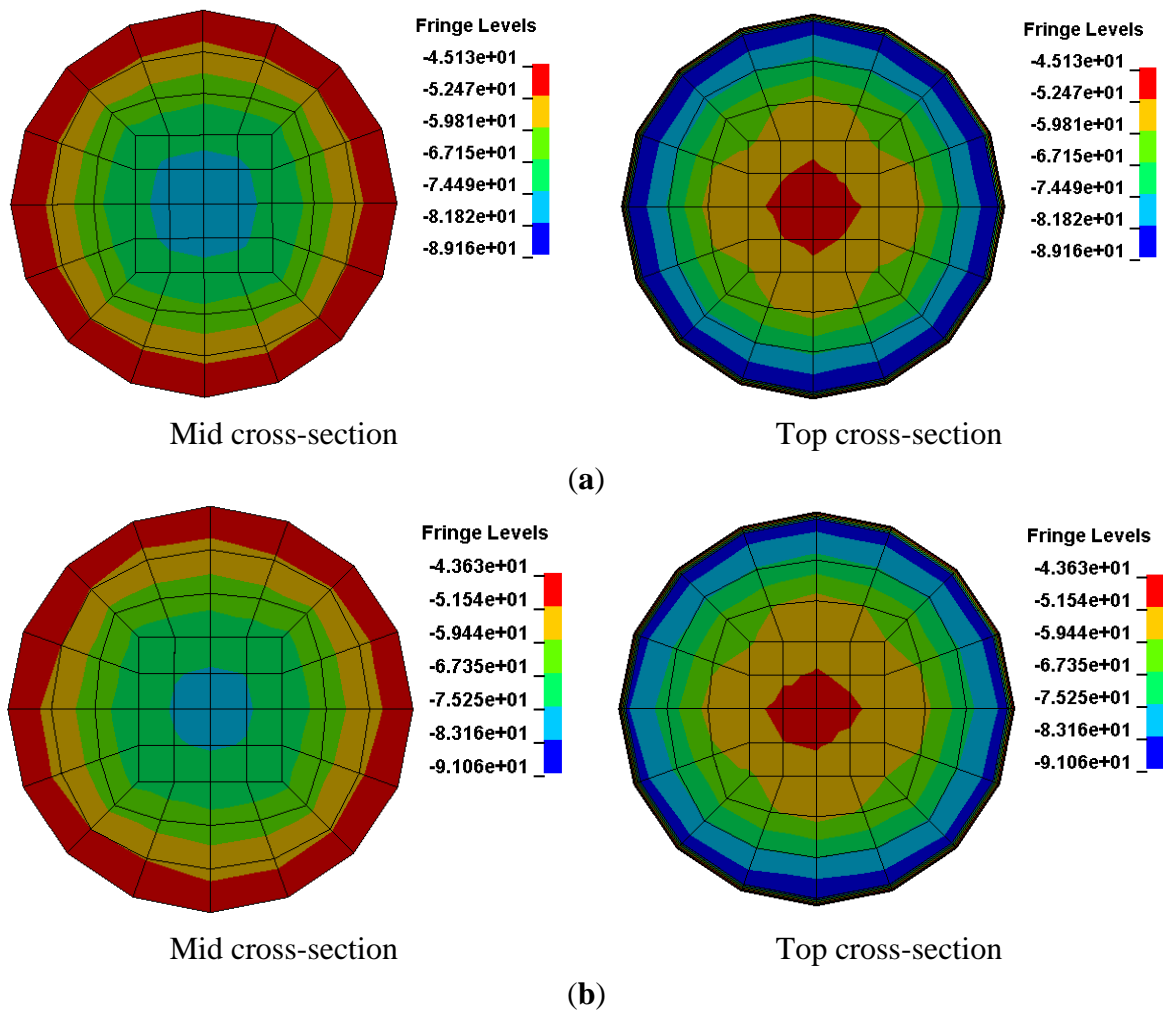 Fringe Levels
-4.513e+01
-5.247e+01
-5.981e+01
-6.715e+01
-7.449e+01
-8.182e+01
-8.916e+01
Fringe Levels
-4.513e+01
-5.247e+01
-5.981e+01
-6.715e+01
-7.449e+01
-8.182e+01
-8.916e+01
Mid cross-section
Top cross-section
(a)
Fringe Levels
-4.363e+01
-5.154e+01
-5.944e+01
-6.735e+01
-7.525e+01
-8.316e+01
-9.106e+01
Fringe Levels
-4.363e+01
-5.154e+01
-5.944e+01
-6.735e+01
-7.525e+01
-8.316e+01
-9.106e+01
Mid cross-section
Top cross-section
(b)